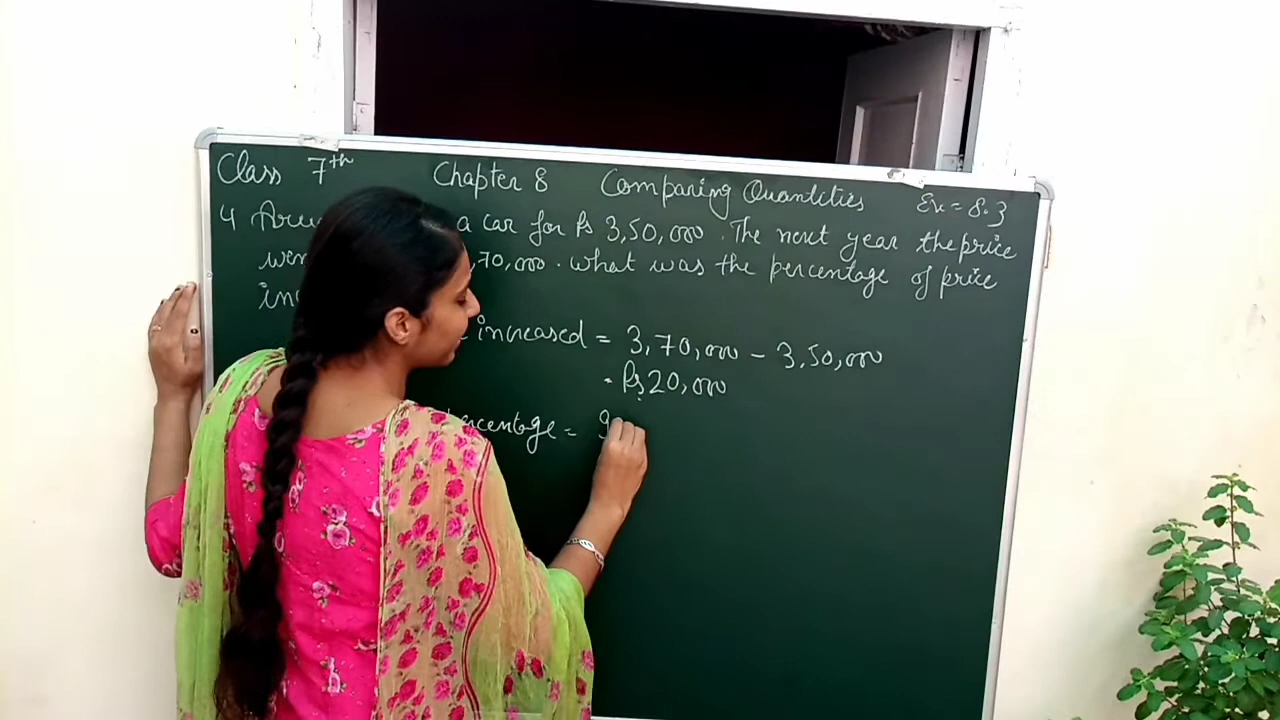 Class 7th Chapter 8 Comparing Quantities Ex = 8.3
4 a car for Rs 3,50,000. The next year the price
70,000. What was the percentage of price
increased = 3,70,000 - 3,50,000
= Rs 20,000
percentage =